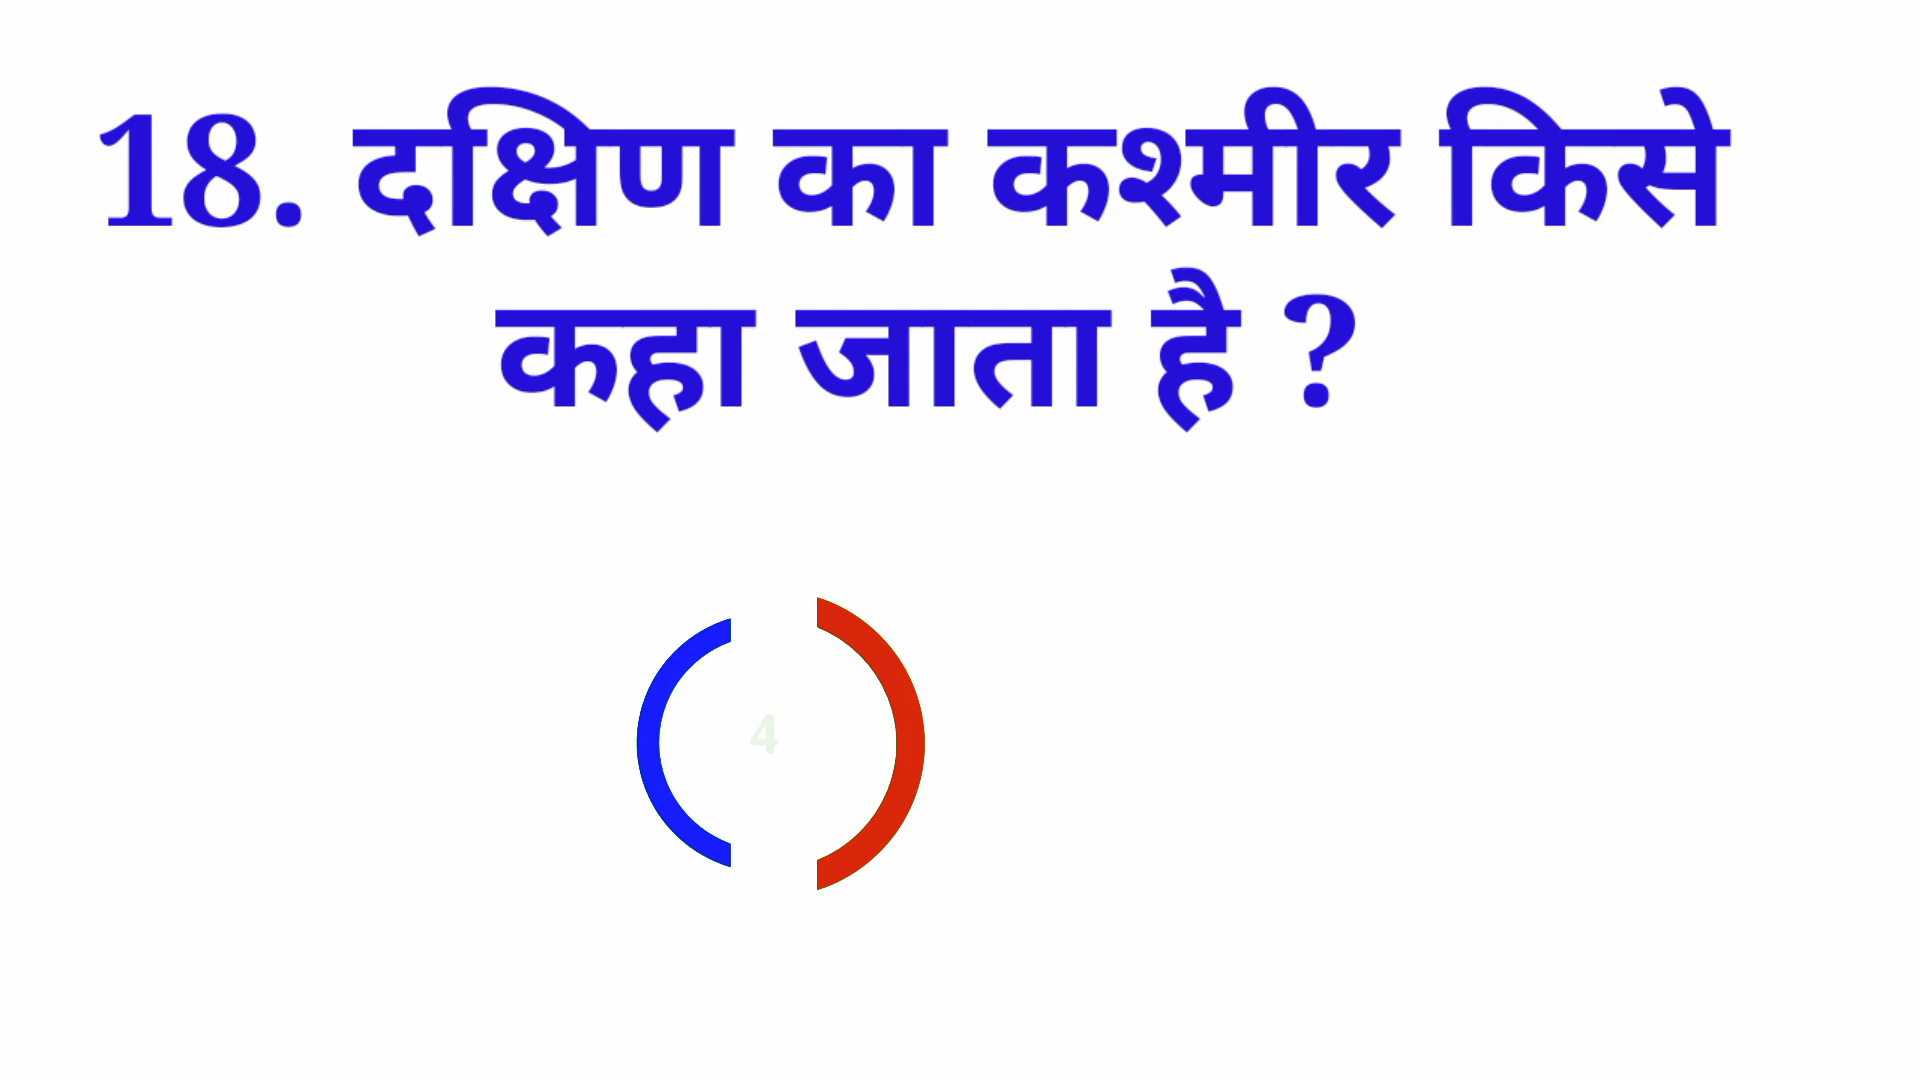 18. दक्षिण का कश्मीर किसे
कहा जाता है ?
4